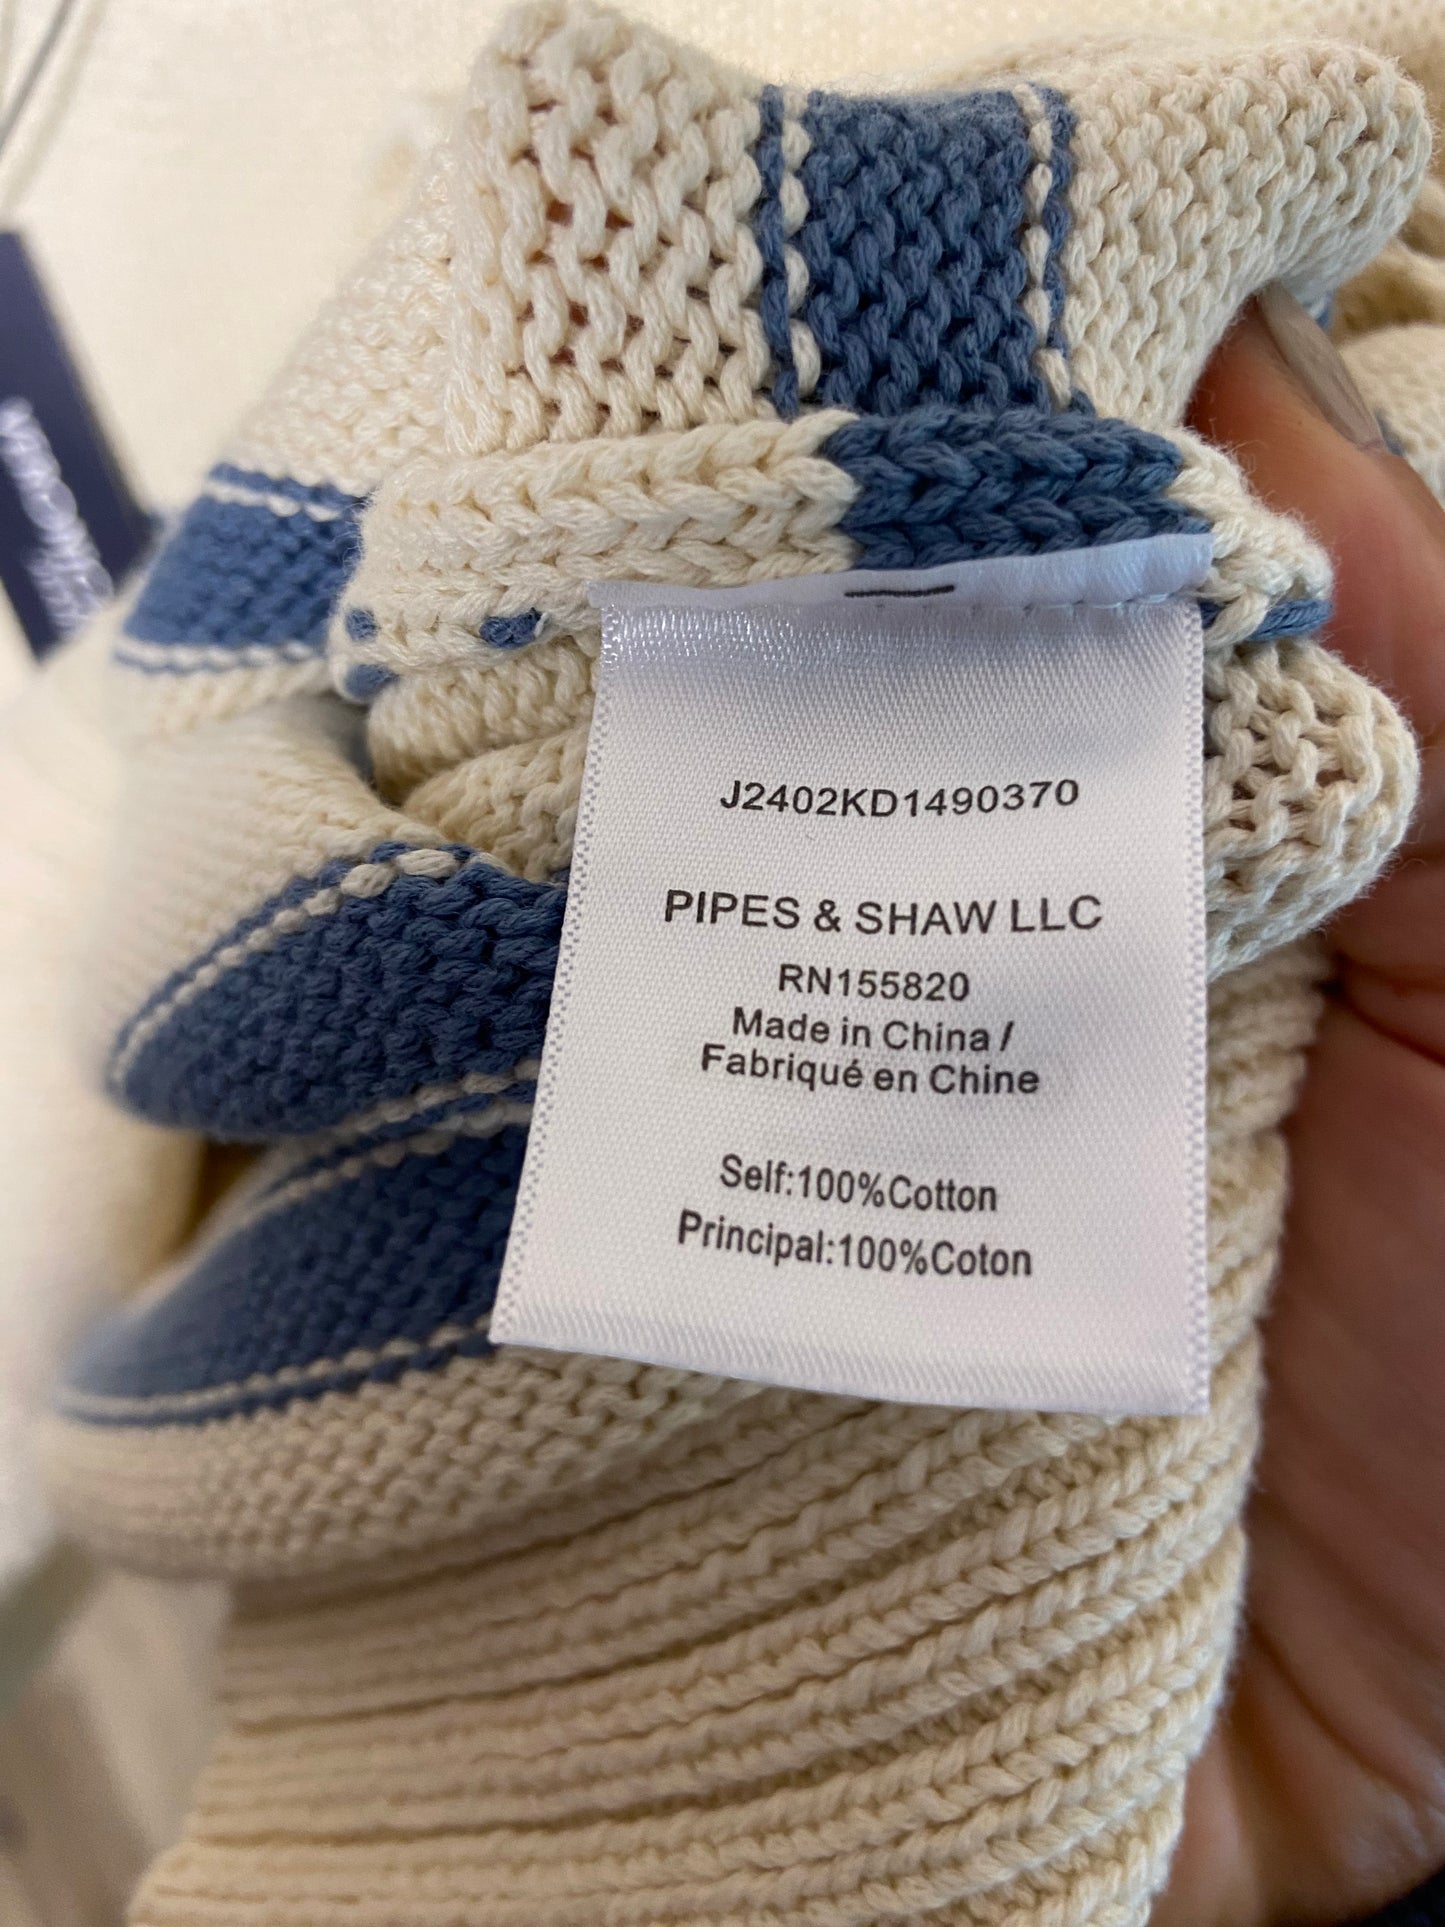 J2402KD1490370
PIPES & SHAW LLC
RN155820
Made in China /
Fabriqué en Chine
Self:100%Cotton
Principal:100%Coton